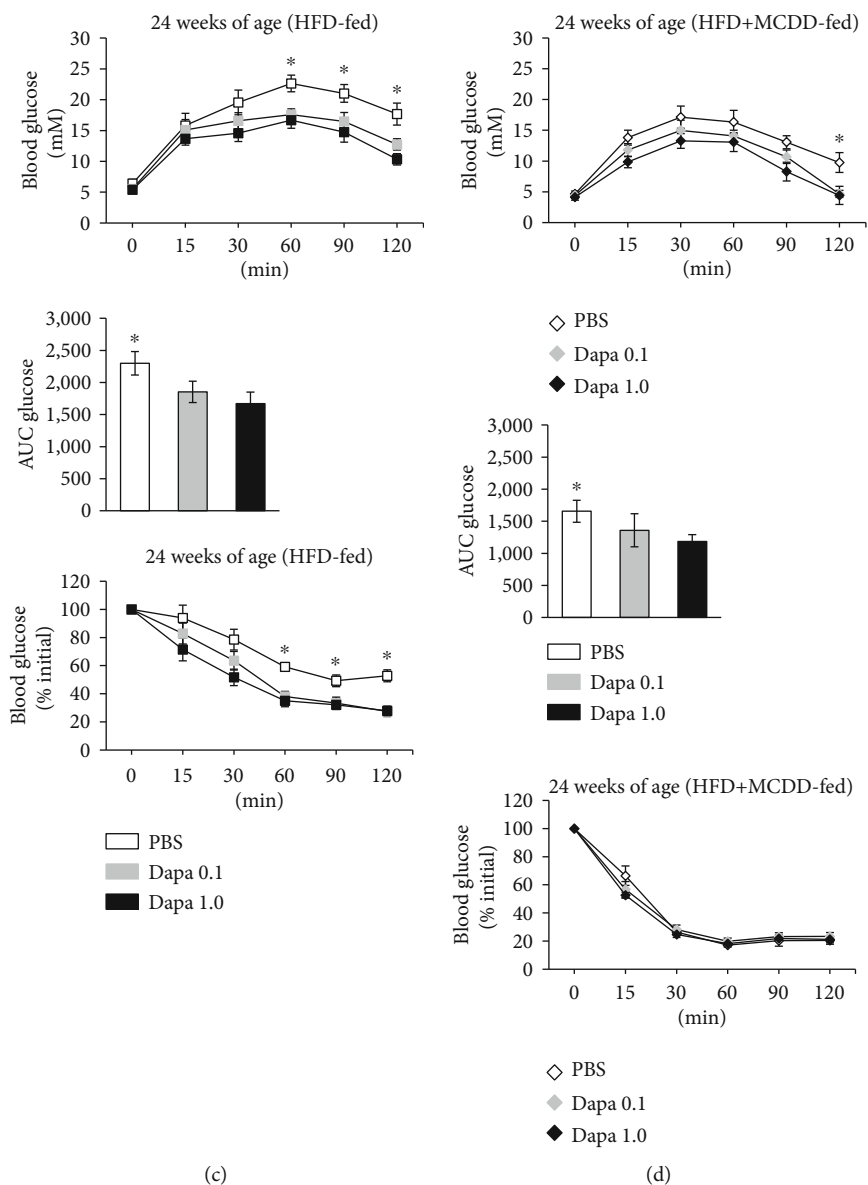 24 weeks of age (HFD-fed)
Blood glucose
(mM)
30
25
20
15
10
5
0
* * *
0 15 30 60 90 120
(min)
AUC glucose
3,000
2,500
2,000
1,500
1,000
500
0
*
24 weeks of age (HFD-fed)
Blood glucose
(% initial)
120
100
80
60
40
20
0
* * *
0 15 30 60 90 120
(min)
PBS
Dapa 0.1
Dapa 1.0
(c)
24 weeks of age (HFD+MCDD-fed)
Blood glucose
(mM)
30
25
20
15
10
5
0
*
0 15 30 60 90 120
(min)
PBS
Dapa 0.1
Dapa 1.0
AUC glucose
3,000
2,500
2,000
1,500
1,000
500
0
*
PBS
Dapa 0.1
Dapa 1.0
24 weeks of age (HFD+MCDD-fed)
Blood glucose
(% initial)
120
100
80
60
40
20
0
0 15 30 60 90 120
(min)
PBS
Dapa 0.1
Dapa 1.0
(d)